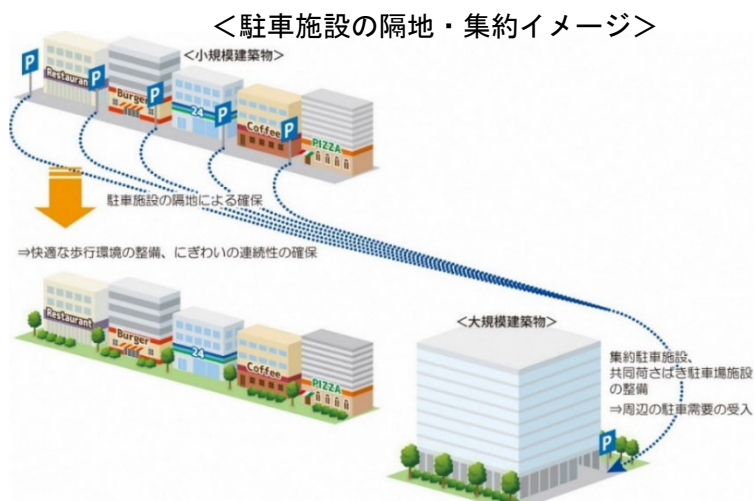 ＜駐車施設の隔地・集約イメージ＞
＜小規模建築物＞
P
P
P
P
P
Restaurant
Burger
24
Coffee
PIZZA
駐車施設の隔地による確保
⇒快適な歩行環境の整備、にぎわいの連続性の確保
Restaurant
Burger
24
Coffee
PIZZA
＜大規模建築物＞
集約駐車施設、
共同荷さばき駐車場施設
の整備
⇒周辺の駐車需要の受入
P